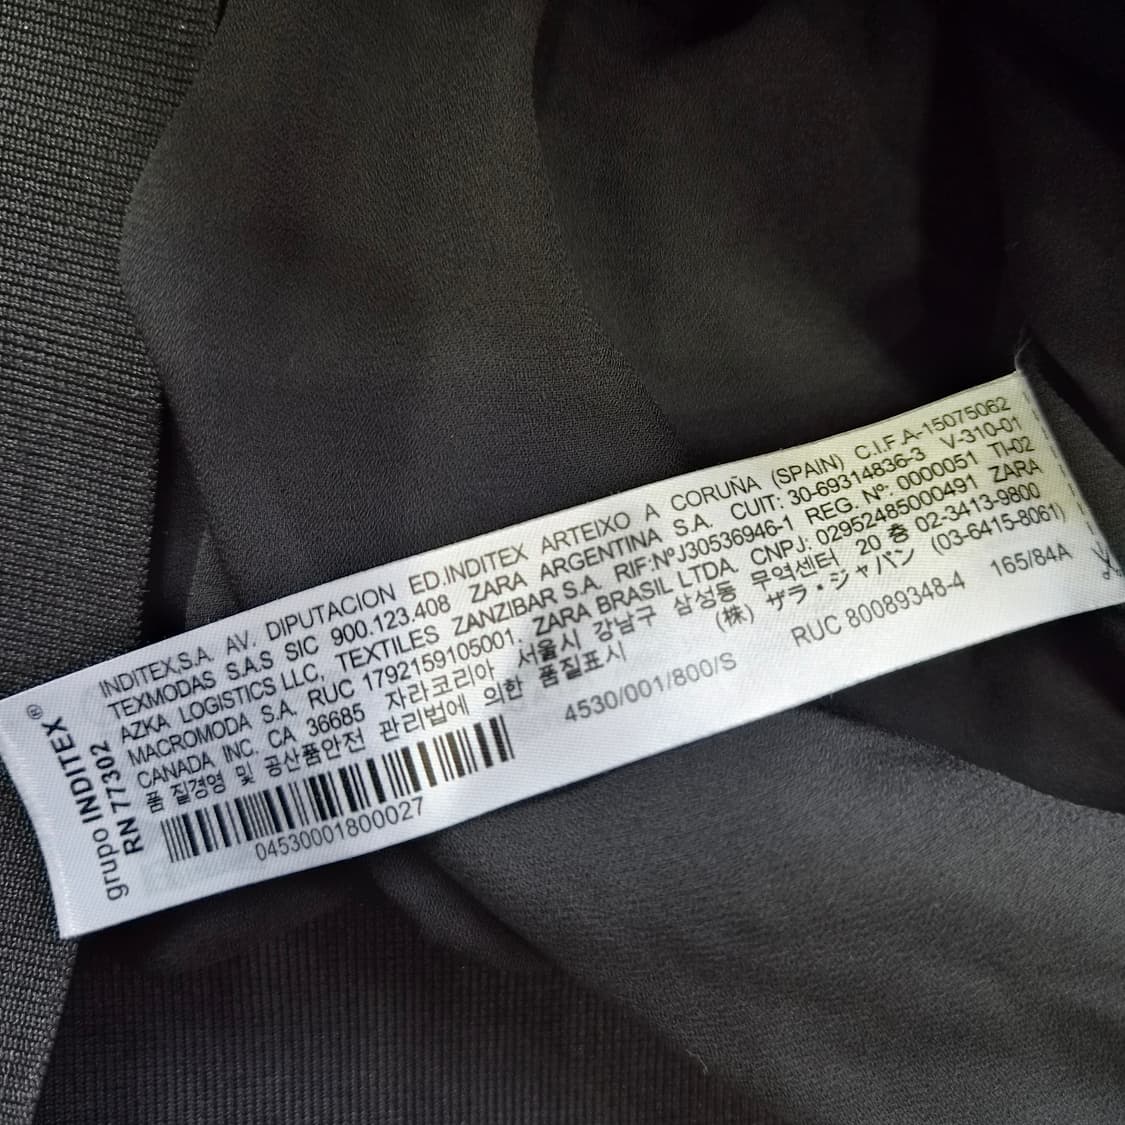 grupo INDITEX®
RN 77302
INDITEX,S.A. AV. DIPUTACION ED.INDITEX ARTEIXO A CORUÑA (SPAIN) C.I.F.A-15075062
TEXMODAS S.A.S SIC 900.123.408 ZARA ARGENTINA S.A. CUIT: 30-69314836-3 V-310-01
AZKA LOGISTICS LLC, TEXTILES ZANZIBAR S.A. RIF:NºJ30536946-1 REG. Nº. 0000051 TI-02
MACROMODA S.A. RUC 1792159105001. ZARA BRASIL LTDA. CNPJ: 02952485000491 ZARA
CANADA INC. CA 36685 자라코리아 서울시 강남구 삼성동 무역센터 20 층 02-3413-9800
품 질경영 및 공산품안전 관리법에 의한 품질표시 (株) ザラ・ジャパン (03-6415-8061)
04530001800027
4530/001/800/S
RUC 80089348-4
165/84A